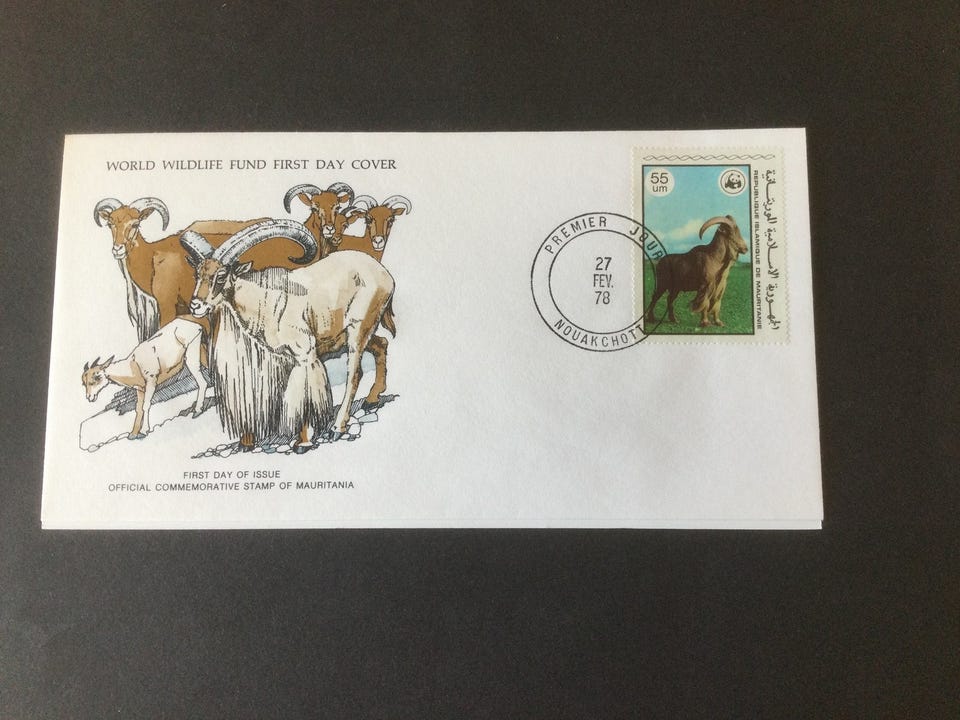 WORLD WILDLIFE FUND FIRST DAY COVER
55
um
REPUBLIQUE ISLAMIQUE DE MAURITANIE
الجمهورية الاسلامية الموريتانية
PREMIER JOUR
27
FEV.
78
NOUAKCHOTT
FIRST DAY OF ISSUE
OFFICIAL COMMEMORATIVE STAMP OF MAURITANIA